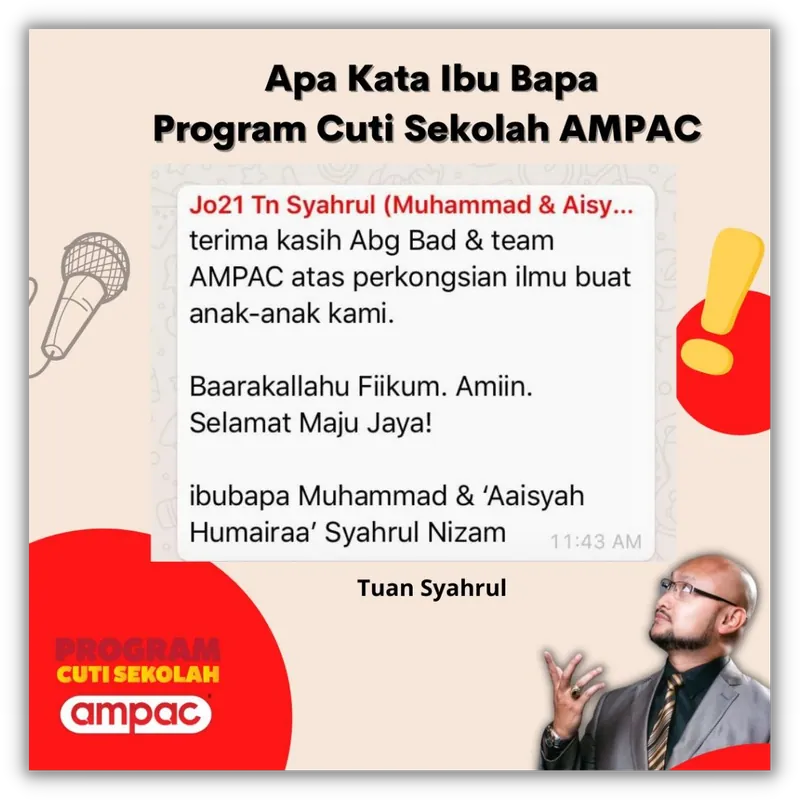 Apa Kata Ibu Bapa
Program Cuti Sekolah AMPAC
Jo21 Tn Syahrul (Muhammad & Aisy...
terima kasih Abg Bad & team
AMPAC atas perkongsian ilmu buat
anak-anak kami.
Baarakallahu Fiikum. Amiin.
Selamat Maju Jaya!
ibubapa Muhammad & ‘Aaisyah
Humairaa’ Syahrul Nizam
11:43 AM
Tuan Syahrul
PROGRAM
CUTI SEKOLAH
ampac